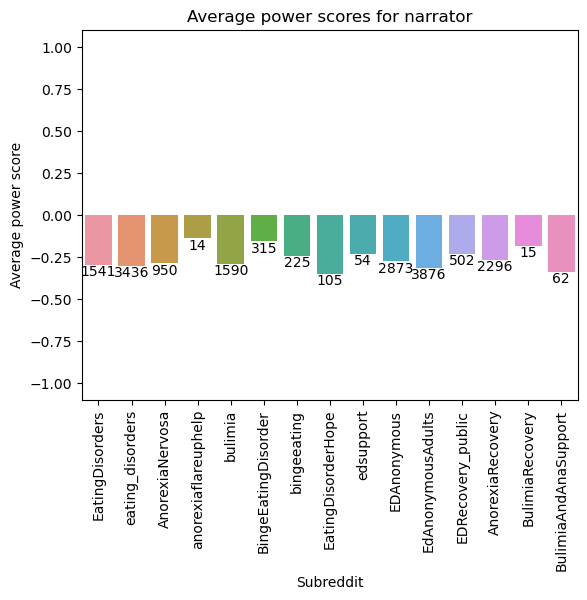 Average power scores for narrator
Average power score
1.00
0.75
0.50
0.25
0.00
−0.25
−0.50
−0.75
−1.00
1541
3436
950
14
1590
315
225
105
54
2873
3876
502
2296
15
62
EatingDisorders
eating_disorders
AnorexiaNervosa
anorexiaflareuphelp
bulimia
BingeEatingDisorder
bingeeating
EatingDisorderHope
edsupport
EDAnonymous
EdAnonymousAdults
EDRecovery_public
AnorexiaRecovery
BulimiaRecovery
BulimiaAndAnaSupport
Subreddit